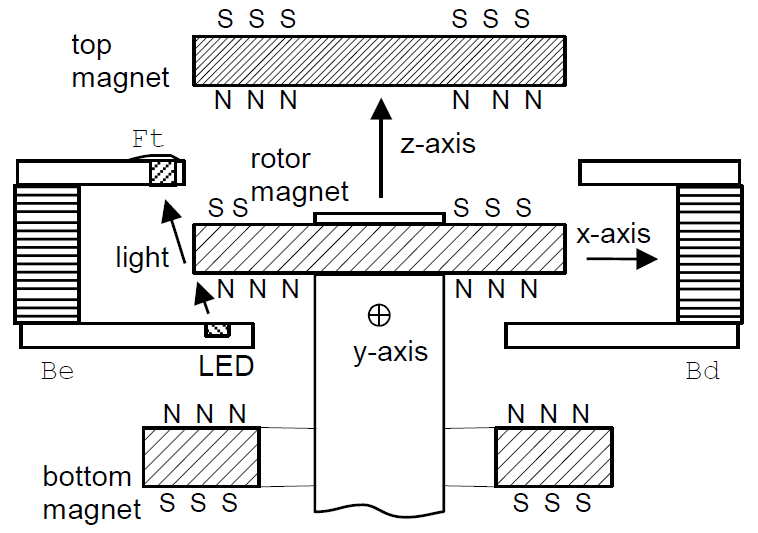 S S S S S S
top
magnet
N N N N N N
Ft
z-axis
rotor
magnet
S S S S S
x-axis
light
N N N N N N
y-axis
LED
Be Bd
N N N N N N
bottom
magnet
S S S S S S